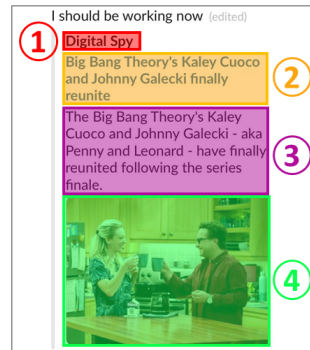 I should be working now (edited)
1
Digital Spy
Big Bang Theory's Kaley Cuoco
and Johnny Galecki finally
reunite
2
The Big Bang Theory's Kaley
Cuoco and Johnny Galecki - aka
Penny and Leonard - have finally
reunited following the series
finale.
3
4